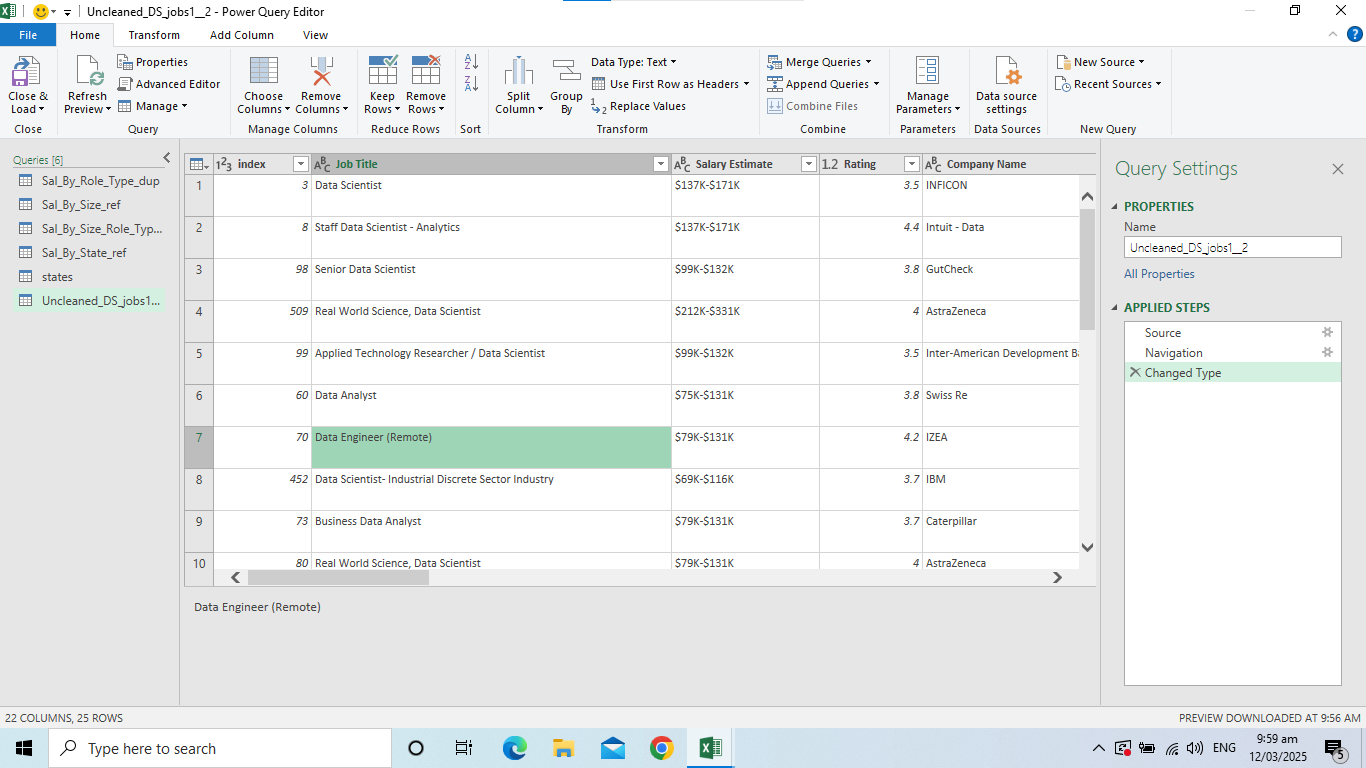 Uncleaned_DS_jobs1__2 - Power Query Editor
File Home Transform Add Column View
Close & Load
Refresh Preview
Properties
Advanced Editor
Manage
Choose Columns
Remove Columns
Keep Rows
Remove Rows
Split Column
Group By
Data Type: Text
Use First Row as Headers
Replace Values
Merge Queries
Append Queries
Combine Files
Manage Parameters
Data source settings
New Source
Recent Sources
Close Query Manage Columns Reduce Rows Sort Transform Combine Parameters Data Sources New Query
Queries [6]
Sal_By_Role_Type_dup
Sal_By_Size_ref
Sal_By_Size_Role_Typ...
Sal_By_State_ref
states
Uncleaned_DS_jobs1...
1 2 3 index A B C Job Title A B C Salary Estimate 1.2 Rating A B C Company Name
1 3 Data Scientist $137K-$171K 3.5 INFICON
2 8 Staff Data Scientist - Analytics $137K-$171K 4.4 Intuit - Data
3 98 Senior Data Scientist $99K-$132K 3.8 GutCheck
4 509 Real World Science, Data Scientist $212K-$331K 4 AstraZeneca
5 99 Applied Technology Researcher / Data Scientist $99K-$132K 3.5 Inter-American Development Ba
6 60 Data Analyst $75K-$131K 3.8 Swiss Re
7 70 Data Engineer (Remote) $79K-$131K 4.2 IZEA
8 452 Data Scientist- Industrial Discrete Sector Industry $69K-$116K 3.7 IBM
9 73 Business Data Analyst $79K-$131K 3.7 Caterpillar
10 80 Real World Science, Data Scientist $79K-$131K 4 AstraZeneca
Data Engineer (Remote)
Query Settings
PROPERTIES
Name
Uncleaned_DS_jobs1__2
All Properties
APPLIED STEPS
Source
Navigation
Changed Type
22 COLUMNS, 25 ROWS
PREVIEW DOWNLOADED AT 9:56 AM
Type here to search
ENG
9:59 am
12/03/2025
5